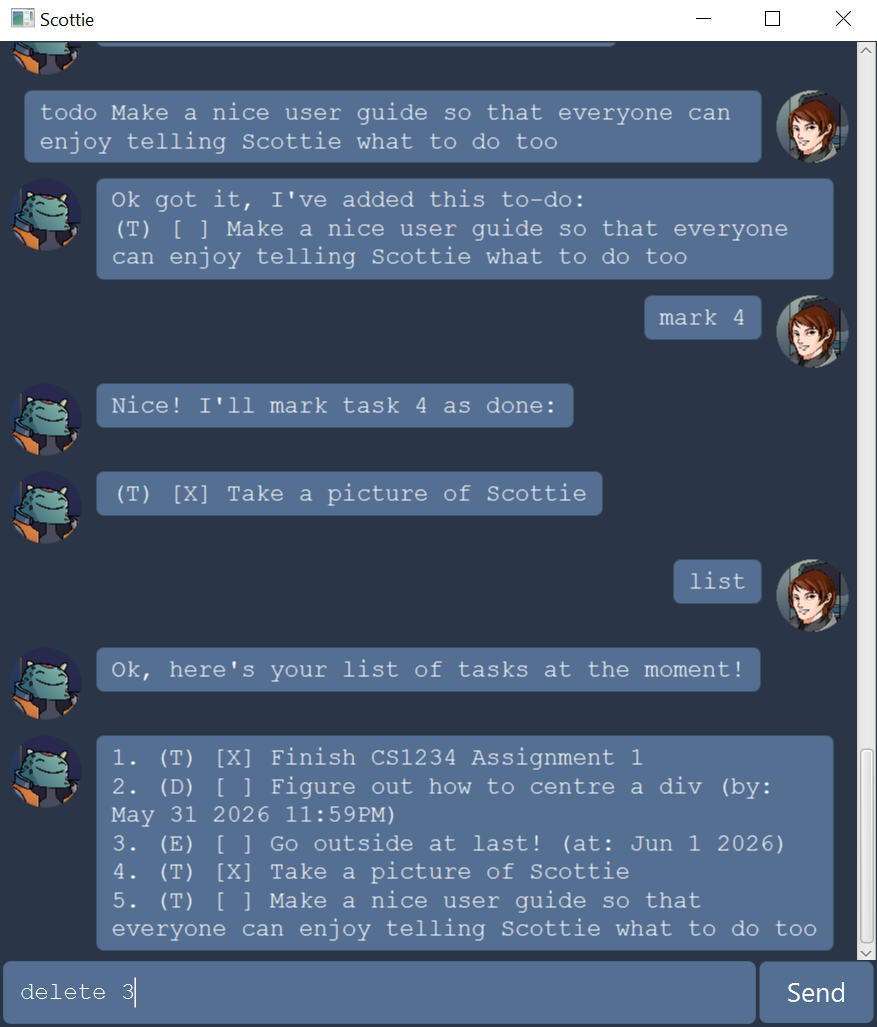 Scottie
todo Make a nice user guide so that everyone can
enjoy telling Scottie what to do too
Ok got it, I've added this to-do:
(T) [ ] Make a nice user guide so that everyone
can enjoy telling Scottie what to do too
mark 4
Nice! I'll mark task 4 as done:
(T) [X] Take a picture of Scottie
list
Ok, here's your list of tasks at the moment!
1. (T) [X] Finish CS1234 Assignment 1
2. (D) [ ] Figure out how to centre a div (by:
May 31 2026 11:59PM)
3. (E) [ ] Go outside at last! (at: Jun 1 2026)
4. (T) [X] Take a picture of Scottie
5. (T) [ ] Make a nice user guide so that
everyone can enjoy telling Scottie what to do too
delete 3
Send